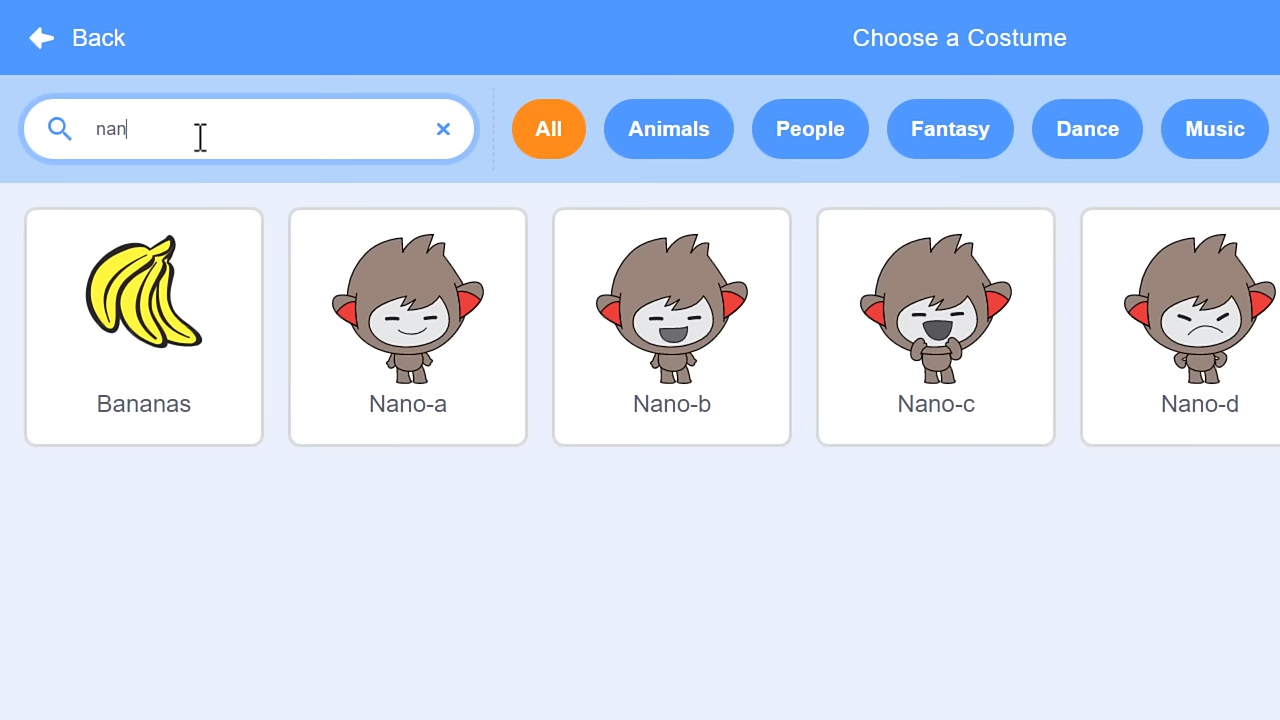 Back
Choose a Costume
nan
All
Animals
People
Fantasy
Dance
Music
Bananas
Nano-a
Nano-b
Nano-c
Nano-d